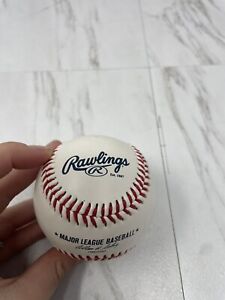 Rawlings
R
Est. 1887
★ MAJOR LEAGUE BASEBALL ★